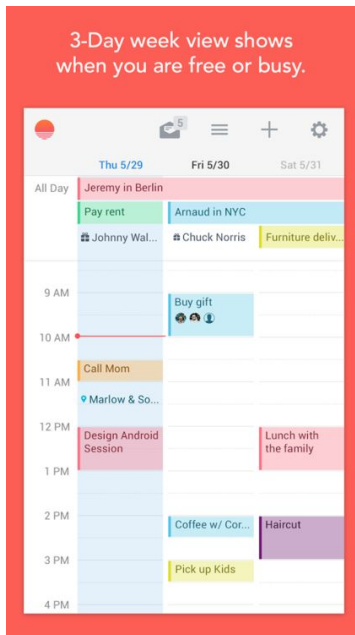 3-Day week view shows
when you are free or busy.
5
Thu 5/29
Fri 5/30
Sat 5/31
All Day
Jeremy in Berlin
Pay rent
Arnaud in NYC
Johnny Wal...
Chuck Norris
Furniture deliv...
9 AM
Buy gift
10 AM
Call Mom
11 AM
Marlow & So...
12 PM
Design Android
Session
Lunch with
the family
1 PM
2 PM
Coffee w/ Cor...
Haircut
3 PM
Pick up Kids
4 PM